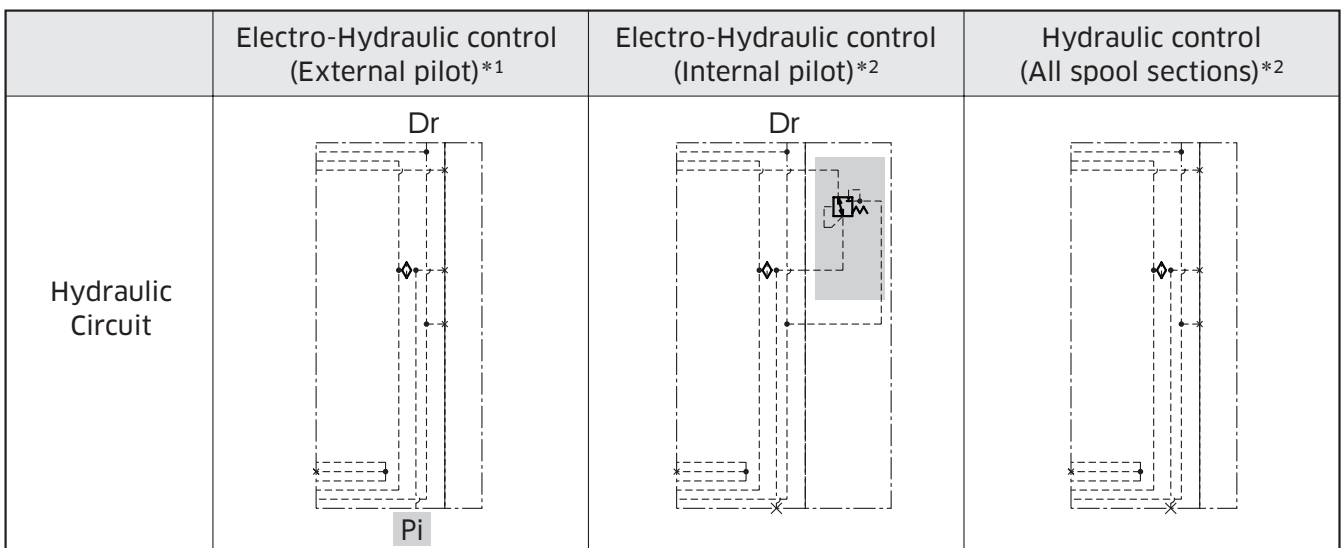 Electro-Hydraulic control
(External pilot)*1
Electro-Hydraulic control
(Internal pilot)*2
Hydraulic control
(All spool sections)*2
Hydraulic
Circuit
Dr
Pi
Dr